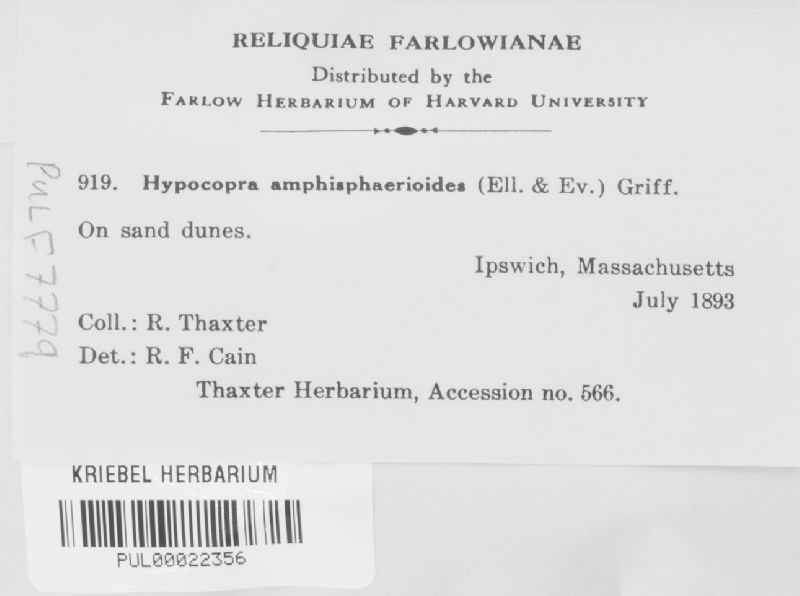 RELIQUIAE FARLOWIANAE
Distributed by the
FARLOW HERBARIUM OF HARVARD UNIVERSITY
919. Hypocopra amphisphaerioides (Ell. & Ev.) Griff.
On sand dunes.
Ipswich, Massachusetts
July 1893
Coll.: R. Thaxter
Det.: R. F. Cain
Thaxter Herbarium, Accession no. 566.
PUL F7779
KRIEBEL HERBARIUM
PUL00022356